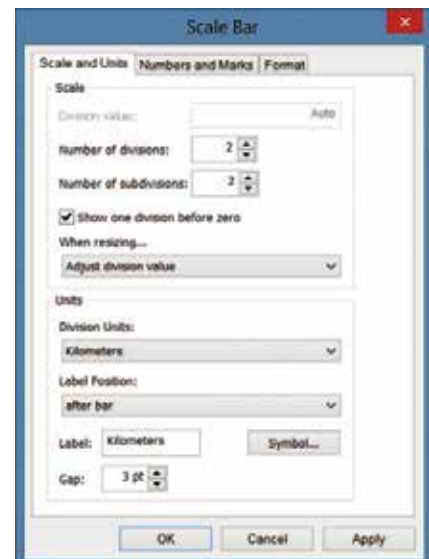 Scale Bar
Scale and Units Numbers and Marks Format
Scale
Division value: Auto
Number of divisions: 2
Number of subdivisions: 2
Show one division before zero
When resizing...
Adjust division value
Units
Division Units:
Kilometers
Label Position:
after bar
Label: Kilometers Symbol...
Gap: 3 pt
OK Cancel Apply